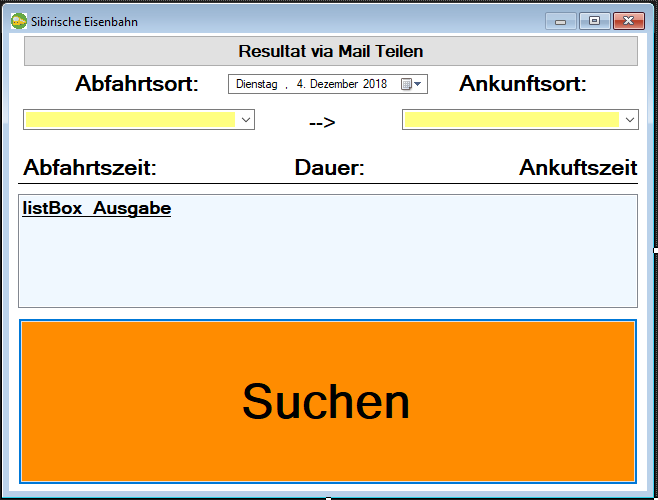 Sibirische Eisenbahn
Resultat via Mail Teilen
Abfahrtsort: Dienstag , 4. Dezember 2018 Ankunftsort:
-->
Abfahrtszeit: Dauer: Ankuftszeit
listBox_Ausgabe
Suchen